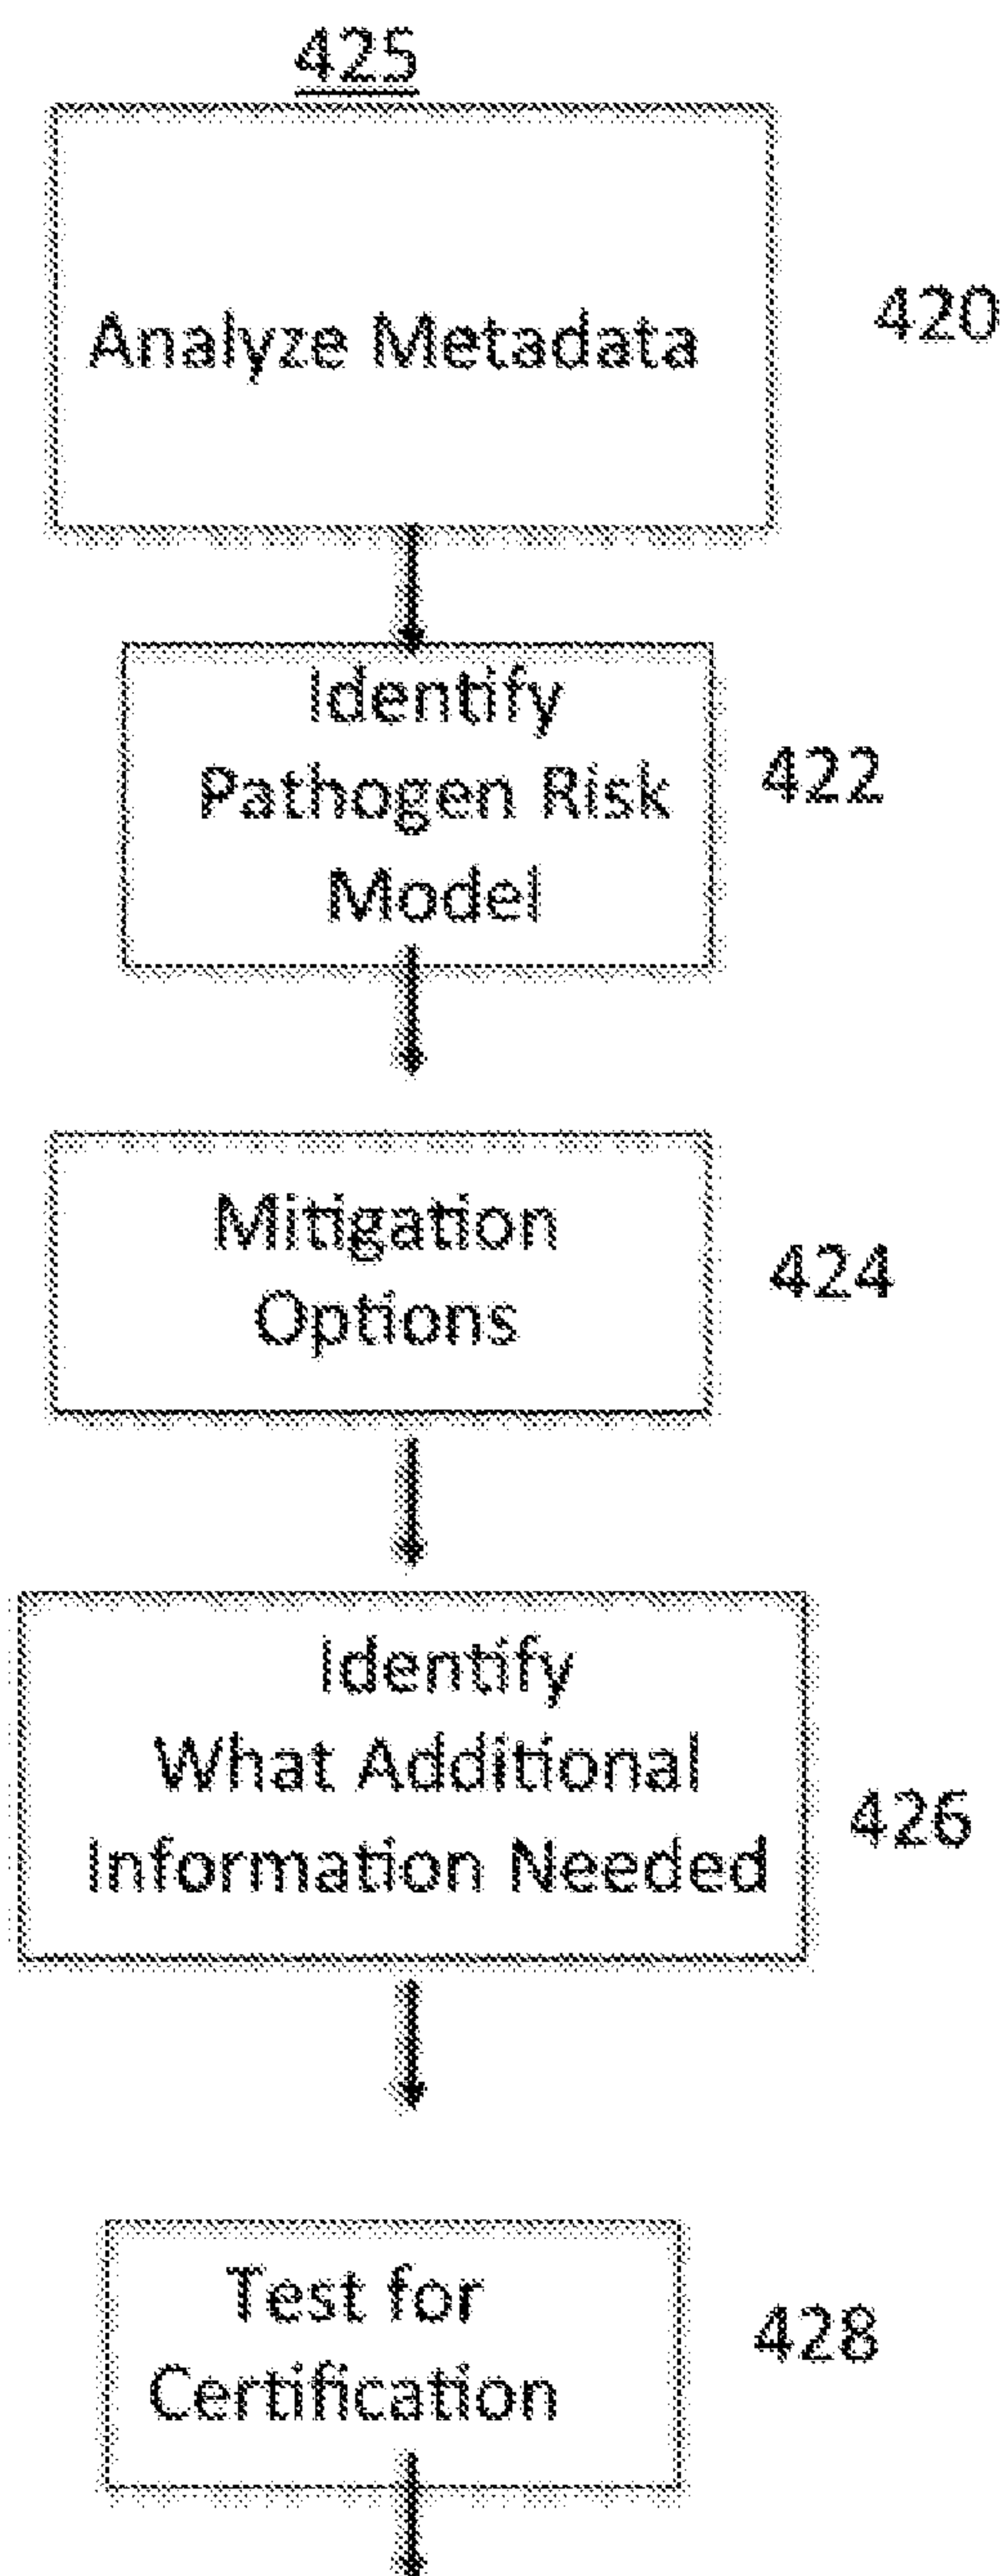 425
Analyze Metadata
420
Identify
Pathogen Risk
Model
422
Mitigation
Options
424
Identify
What Additional
Information Needed
426
Test for
Certification
428